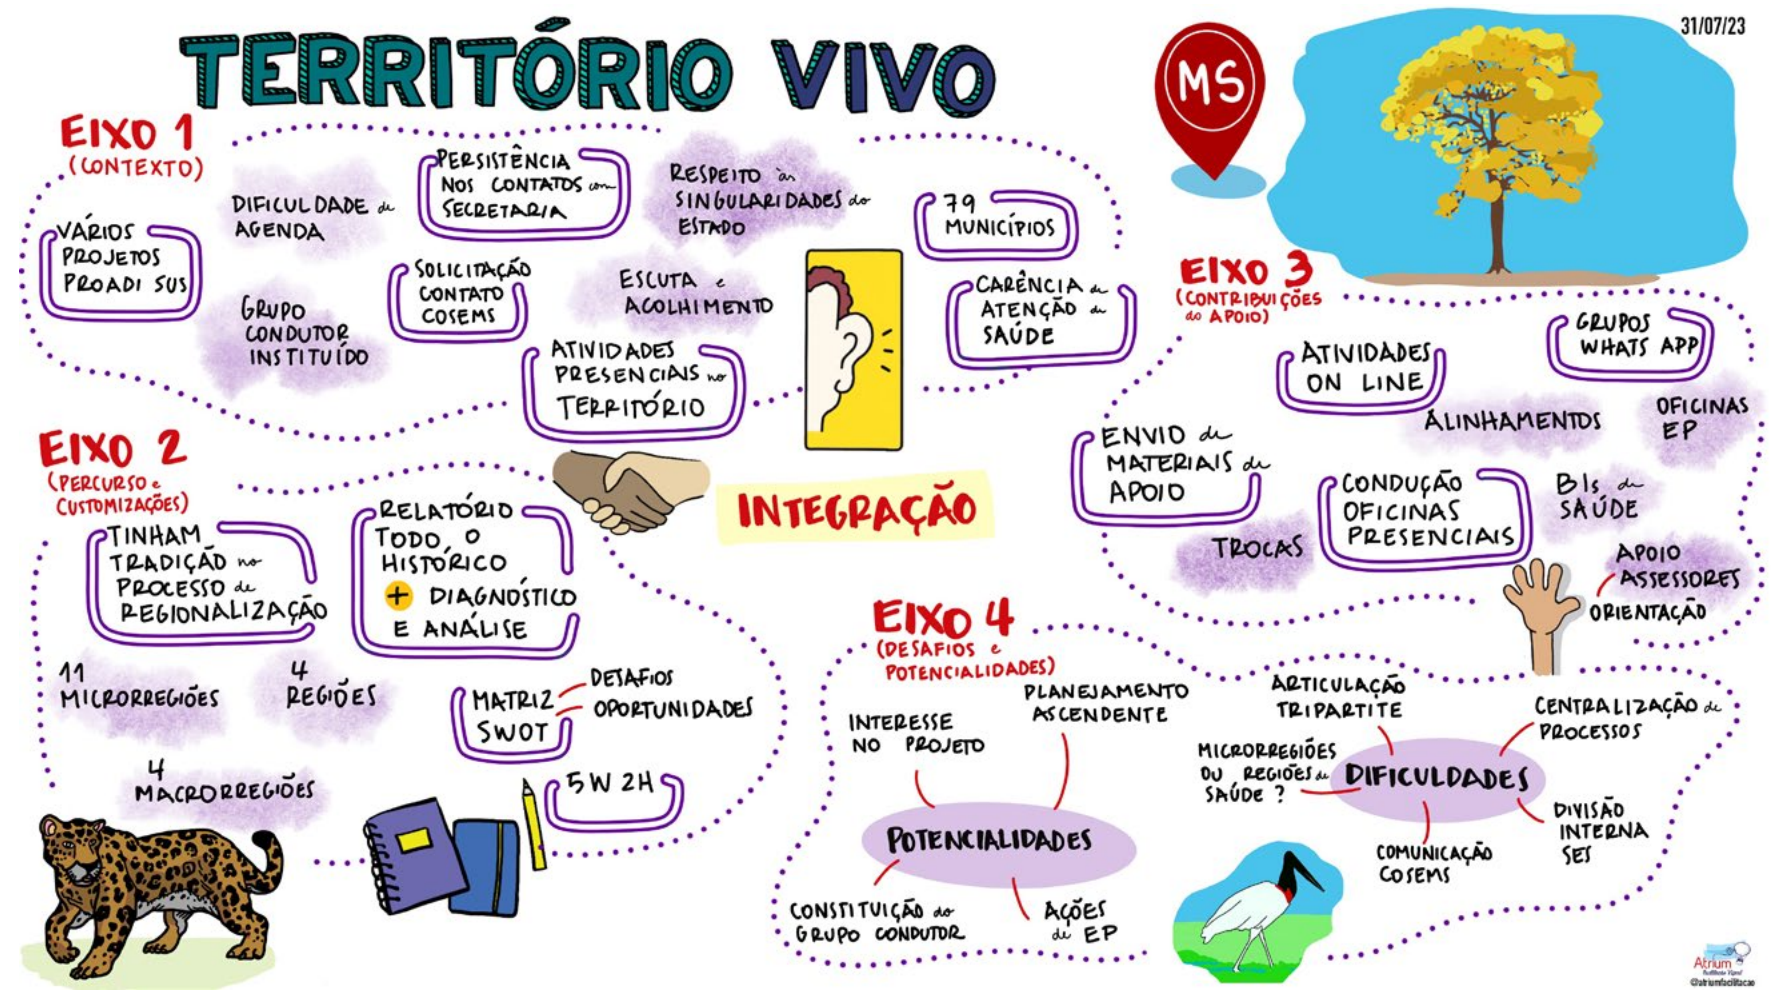 TERRITÓRIO VIVO
MS
31/07/23
EIXO 1
(CONTEXTO)
VÁRIOS
PROJETOS
PROADI SUS
DIFICULDADE de
AGENDA
GRUPO
CONDUTOR
INSTITUÍDO
PERSISTÊNCIA
NOS CONTATOS com
SECRETARIA
SOLICITAÇÃO
CONTATO
COSEMS
RESPEITO às
SINGULARIDADES do
ESTADO
ESCUTA e
ACOLHIMENTO
ATIVIDADES
PRESENCIAIS no
TERRITÓRIO
79
MUNICÍPIOS
CARÊNCIA da
ATENÇÃO de
SAÚDE
EIXO 2
(PERCURSO e
CUSTOMIZAÇÕES)
TINHAM
TRADIÇÃO no
PROCESSO de
REGIONALIZAÇÃO
RELATÓRIO
TODO O
HISTÓRICO
+ DIAGNÓSTICO
E ANÁLISE
11
MICRORREGIÕES
4
REGIÕES
4
MACRORREGIÕES
MATRIZ
SWOT
DESAFIOS
OPORTUNIDADES
5W 2H
INTEGRAÇÃO
EIXO 3
(CONTRIBUIÇÕES
do APOIO)
ATIVIDADES
ON LINE
GRUPOS
WHATS APP
ALINHAMENTOS
OFICINAS
EP
ENVIO de
MATERIAIS de
APOIO
TROCAS
CONDUÇÃO
OFICINAS
PRESENCIAIS
BIs de
SAÚDE
APOIO
ASSESSORES
ORIENTAÇÃO
EIXO 4
(DESAFIOS e
POTENCIALIDADES)
INTERESSE
NO PROJETO
PLANEJAMENTO
ASCENDENTE
POTENCIALIDADES
CONSTITUIÇÃO do
GRUPO CONDUTOR
AÇÕES
de EP
ARTICULAÇÃO
TRIPARTITE
CENTRALIZAÇÃO de
PROCESSOS
MICRORREGIÕES
OU REGIÕES de
SAÚDE ?
DIFICULDADES
COMUNICAÇÃO
COSEMS
DIVISÃO
INTERNA
SES
Atrium
@atriumfacilitacao